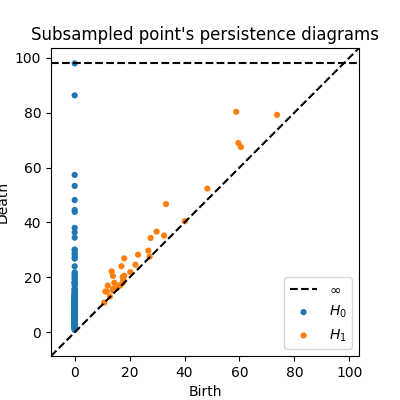 Subsampled point's persistence diagrams
100
80
60
40
20
0
Death
0 20 40 60 80 100
Birth
∞
H₀
H₁